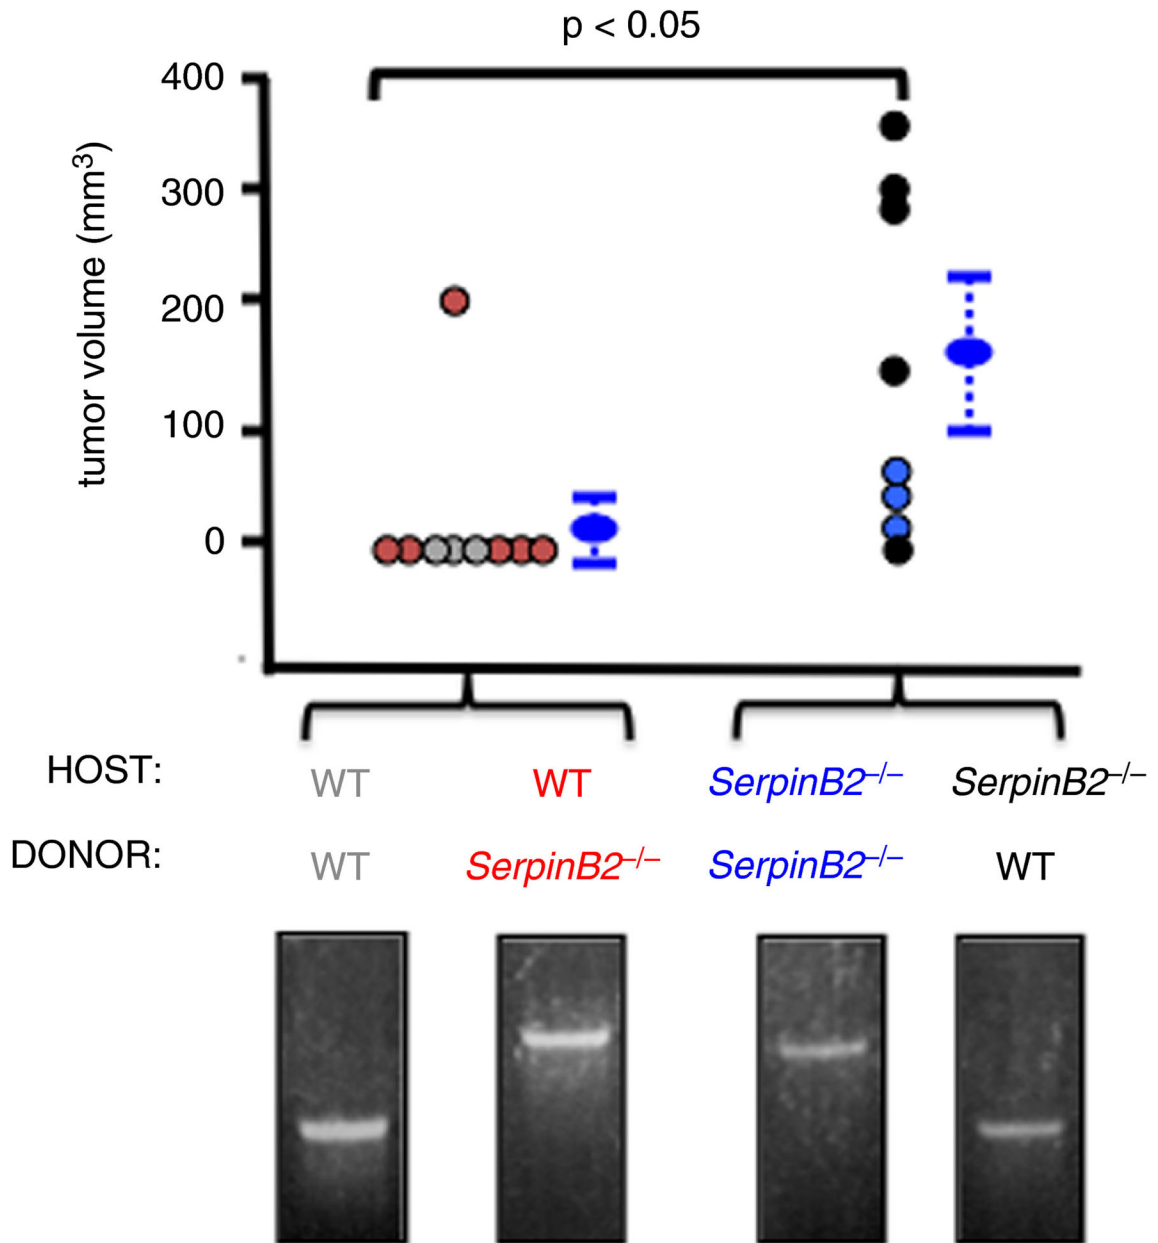 p < 0.05
400
300
200
100
0
tumor volume (mm³)
HOST: WT WT SerpinB2–/– SerpinB2–/–
DONOR: WT SerpinB2–/– SerpinB2–/– WT